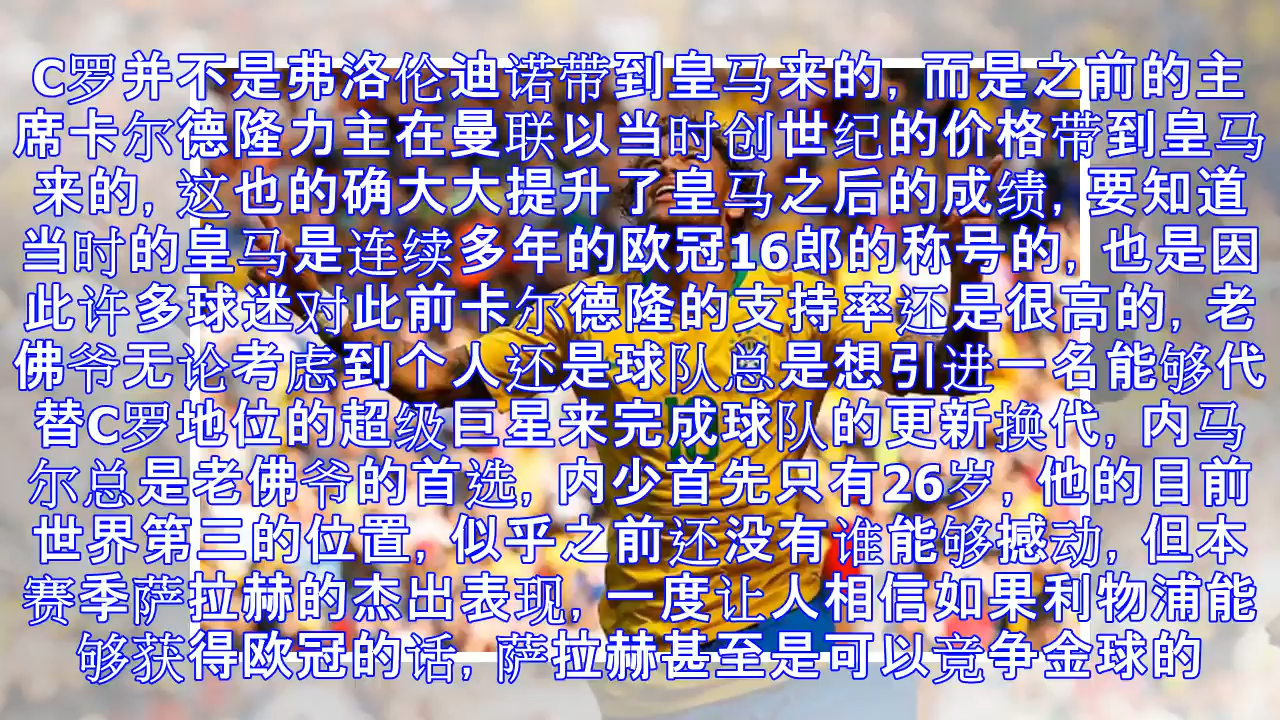 C罗并不是弗洛伦迪诺带到皇马来的, 而是之前的主
席卡尔德隆力主在曼联以当时创世纪的价格带到皇马
来的, 这也的确大大提升了皇马之后的成绩, 要知道
当时的皇马是连续多年的欧冠16郎的称号的, 也是因
此许多球迷对此前卡尔德隆的支持率还是很高的, 老
佛爷无论考虑到个人还是球队总是想引进一名能够代
替C罗地位的超级巨星来完成球队的更新换代, 内马
尔总是老佛爷的首选, 内少首先只有26岁, 他的目前
世界第三的位置, 似乎之前还没有谁能够撼动, 但本
赛季萨拉赫的杰出表现, 一度让人相信如果利物浦能
够获得欧冠的话, 萨拉赫甚至是可以竞争金球的
10